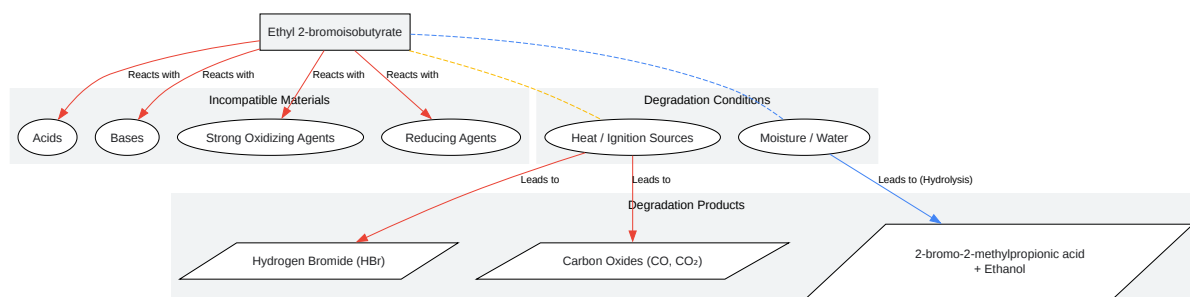 Ethyl 2-bromoisobutyrate
Reacts with
Reacts with
Reacts with
Reacts with
Incompatible Materials
Degradation Conditions
Acids
Bases
Strong Oxidizing Agents
Reducing Agents
Heat / Ignition Sources
Moisture / Water
Leads to
Leads to
Leads to (Hydrolysis)
Degradation Products
Hydrogen Bromide (HBr)
Carbon Oxides (CO, CO₂)
2-bromo-2-methylpropionic acid
+ Ethanol